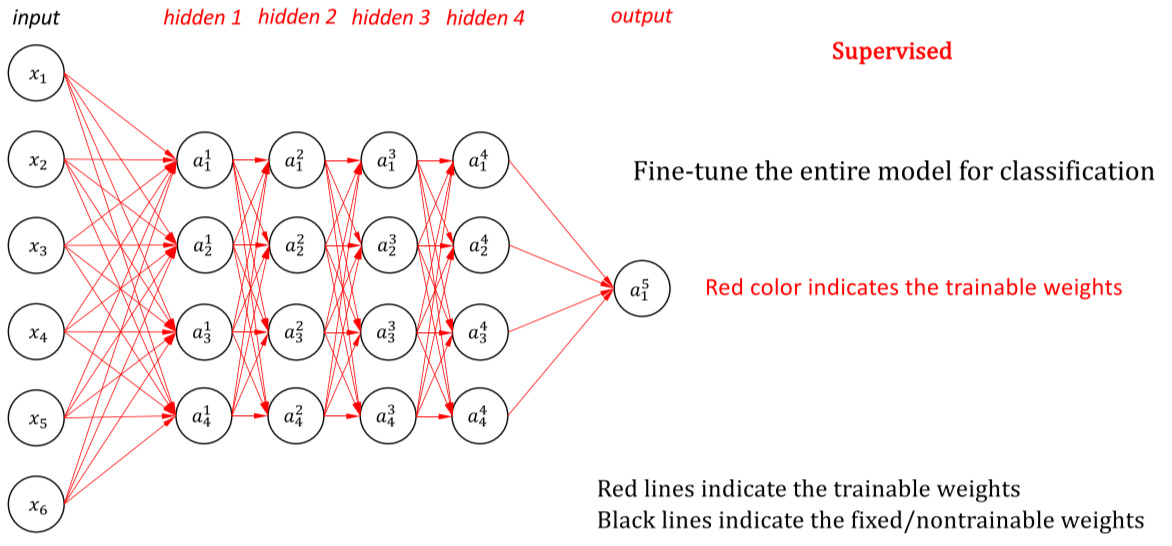 input hidden 1 hidden 2 hidden 3 hidden 4 output
Supervised
x₁
x₂ a₁¹ a₁² a₁³ a₁⁴
Fine-tune the entire model for classification
x₃ a₂¹ a₂² a₂³ a₂⁴
a₁⁵
Red color indicates the trainable weights
x₄ a₃¹ a₃² a₃³ a₃⁴
x₅ a₄¹ a₄² a₄³ a₄⁴
x₆
Red lines indicate the trainable weights
Black lines indicate the fixed/nontrainable weights